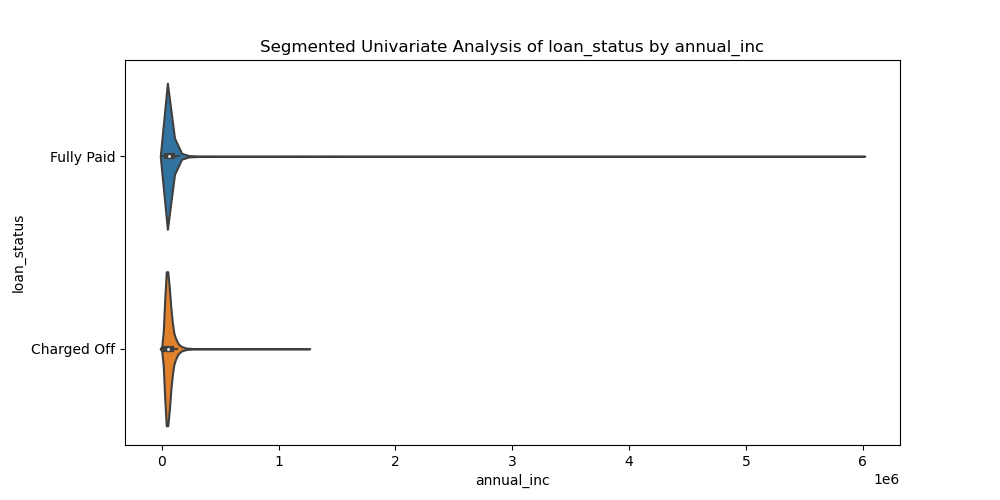 Segmented Univariate Analysis of loan_status by annual_inc
Fully Paid
loan_status
Charged Off
0 1 2 3 4 5 6
1e6
annual_inc